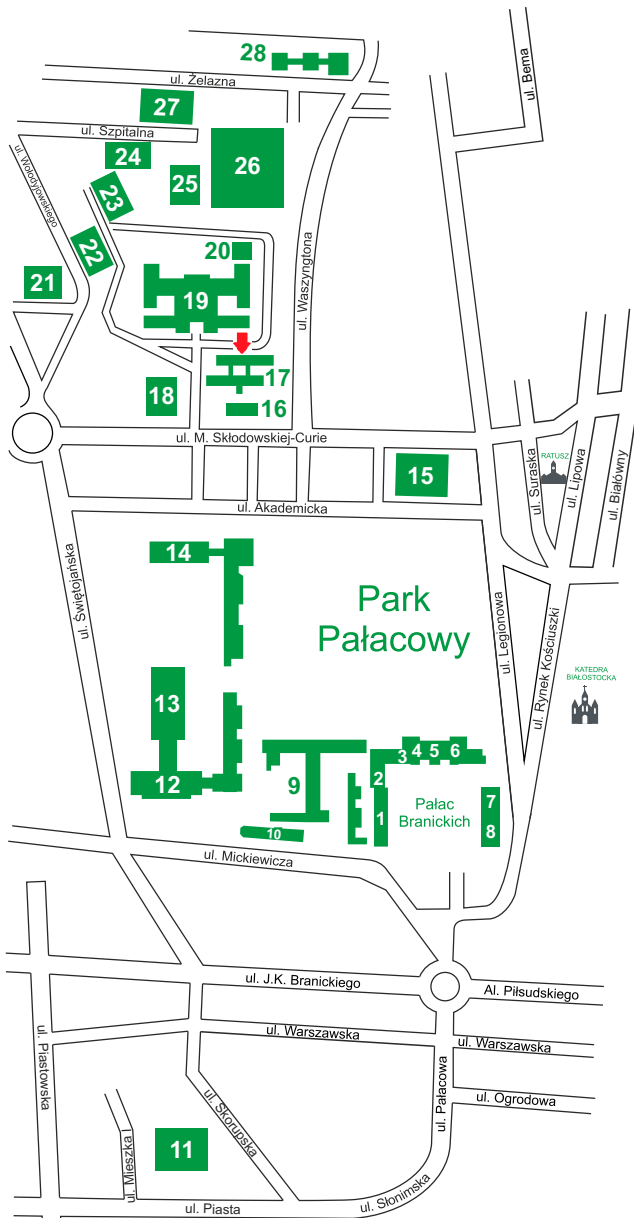 28
ul. Żelazna
ul. Bema
27
ul. Szpitalna
ul. Wołodyjowskiego
24
26
25
23
22
20
ul. Waszyngtona
21
19
17
18
16
ul. M. Skłodowskiej-Curie
15
RATUSZ
ul. Suraska
ul. Lipowa
ul. Białówny
ul. Akademicka
14
ul. Świętojańska
Park
Pałacowy
ul. Legionowa
ul. Rynek Kościuszki
KATEDRA
BIAŁOSTOCKA
13
12
9
3
4
5
6
2
1
Pałac
Branickich
7
8
10
ul. Mickiewicza
ul. J.K. Branickiego
Al. Piłsudskiego
ul. Warszawska
ul. Warszawska
ul. Piastowska
ul. Pałacowa
ul. Ogrodowa
ul. Skorupska
ul. Mieszka I
11
ul. Piasta
ul. Słonimska